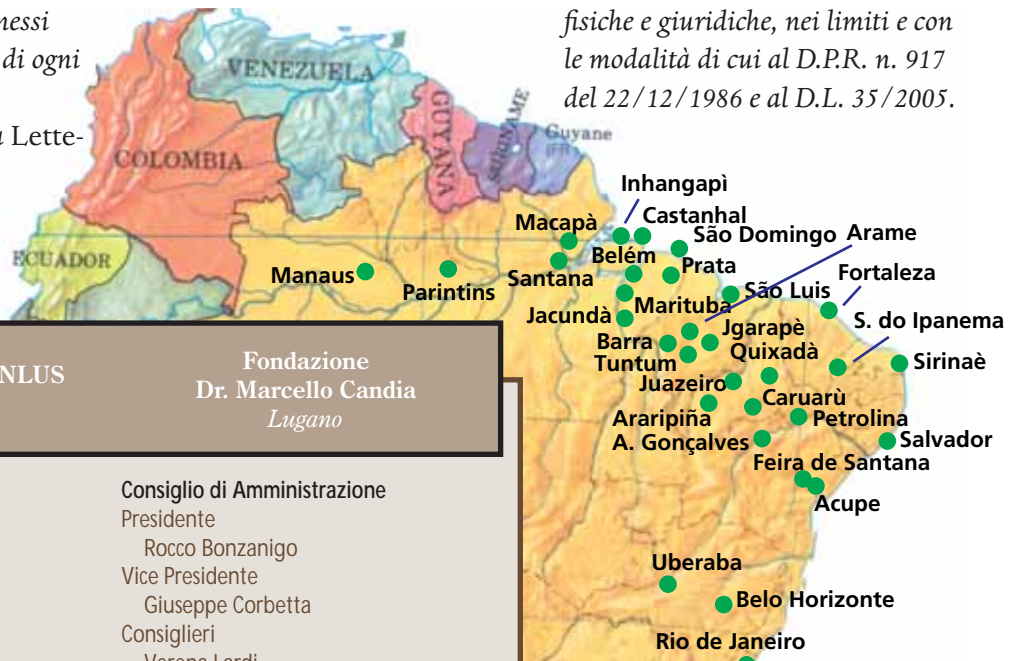 nessi
di ogni
Lette-
fisiche e giuridiche, nei limiti e con
le modalità di cui al D.P.R. n. 917
del 22/12/1986 e al D.L. 35/2005.
VENEZUELA
GUYANA
SURINAME
Guyane
(FR)
COLOMBIA
ECUADOR
Inhangapì
Castanhal
Macapà
São Domingo
Arame
Belém
Prata
Manaus
Santana
Fortaleza
Parintins
São Luis
Marituba
Jacundà
S. do Ipanema
Jgarapè
Barra
Quixadà
Tuntum
Sirinaè
Juazeiro
Caruarù
Araripiña
Petrolina
A. Gonçalves
Salvador
Feira de Santana
Acupe
Uberaba
Belo Horizonte
Rio de Janeiro
NLUS
Fondazione
Dr. Marcello Candia
Lugano
Consiglio di Amministrazione
Presidente
Rocco Bonzanigo
Vice Presidente
Giuseppe Corbetta
Consiglieri